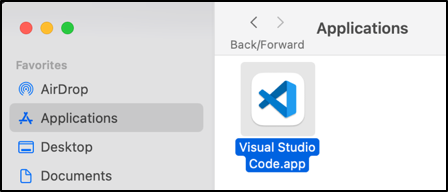 Back/Forward
Applications
Favorites
AirDrop
Applications
Desktop
Documents
Visual Studio
Code.app